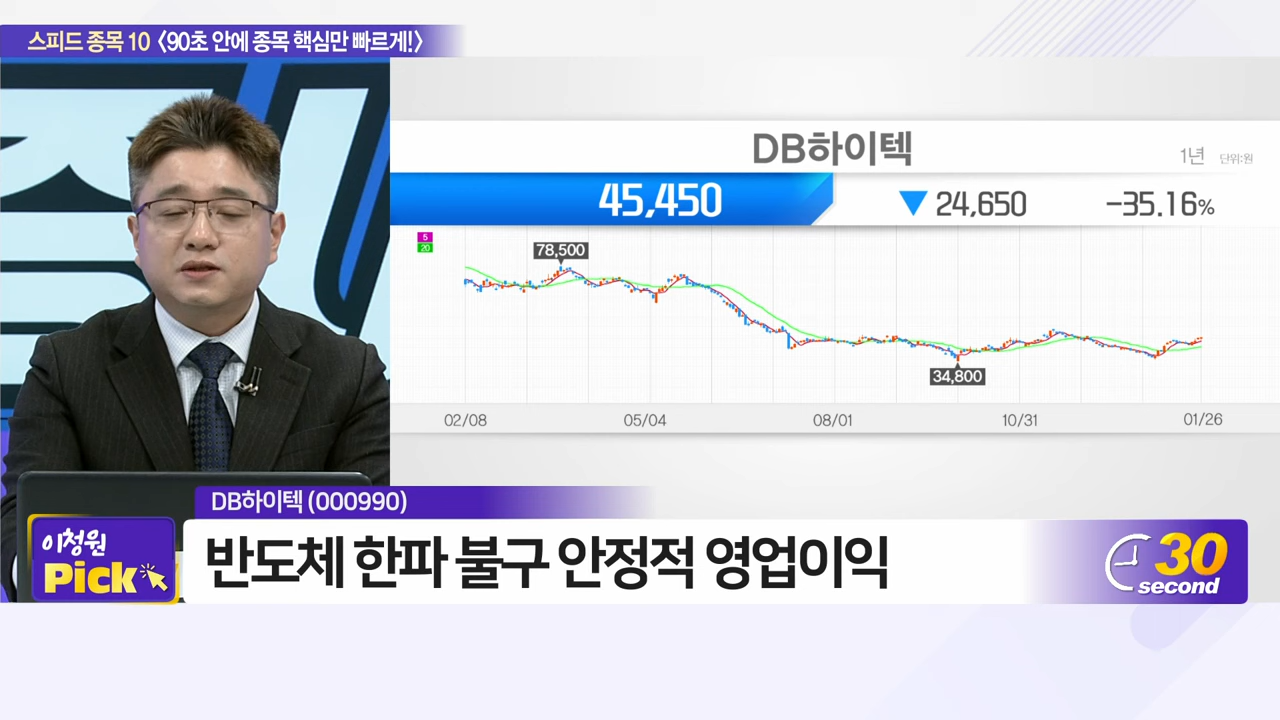 스피드 종목 10 〈90초 안에 종목 핵심만 빠르게!〉
DB하이텍
1년 단위:원
45,450 ▼ 24,650 -35.16%
5
20
78,500
34,800
02/08 05/04 08/01 10/31 01/26
DB하이텍 (000990)
이청원
Pick
반도체 한파 불구 안정적 영업이익
30
second